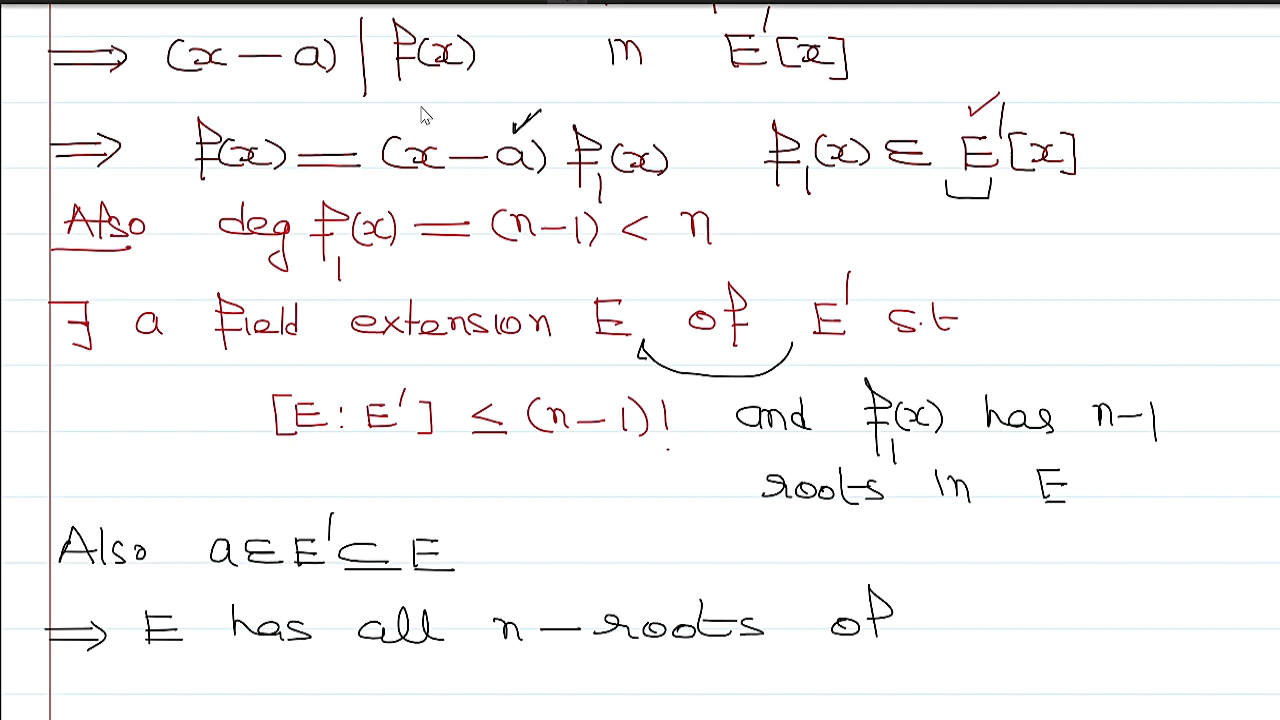 ⟹ (x-a) | f(x) in E'[x]
⟹ f(x) = (x-a) f₁(x) f₁(x) ∈ E'[x]
Also deg f₁(x) = (n-1) < n
∃ a field extension E of E' s.t
[E : E'] ≤ (n-1)! and f₁(x) has n-1
roots in E
Also a ∈ E' ⊆ E
⟹ E has all n-roots of